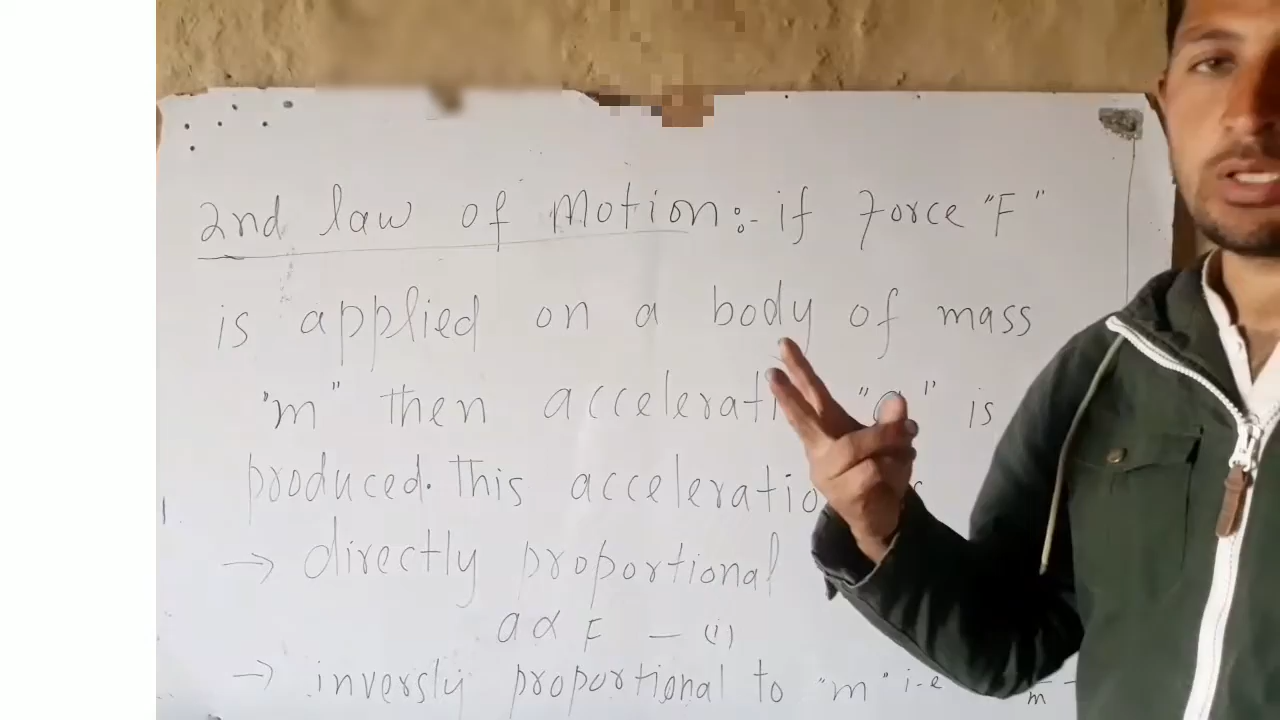 2nd law of Motion:- if force "F"
is applied on a body of mass
"m" then accelerati "a" is
produced. This acceleratio
→ directly proportional
a α F — (i)
→ inversly proportional to "m" i-e m